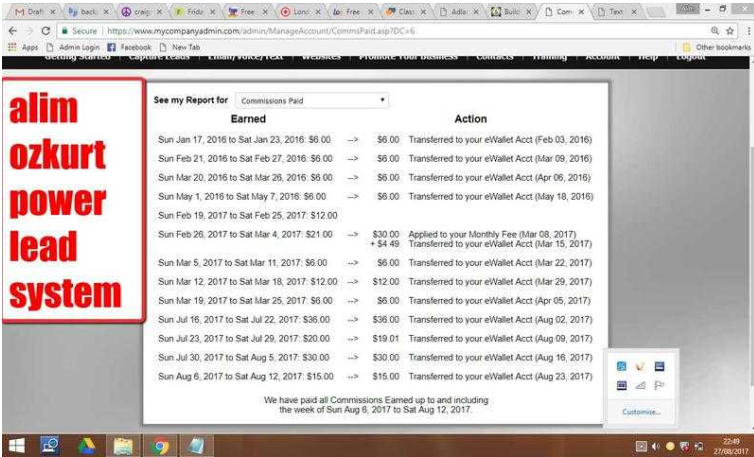 M Draft
back
craig
Frida
Free
Lond
Free
Class
Adla
Build
Com
Text
Alim
Secure https://www.mycompanyadmin.com/admin/ManageAccount/CommsPaid.asp?DC=6
Apps Admin Login Facebook New Tab Other bookmarks
Getting Started Capture Leads Email/Voice/Text Websites Promote Your Business Contacts Training Account Help Logout
alim
ozkurt
power
lead
system
See my Report for Commissions Paid
Earned Action
Sun Jan 17, 2016 to Sat Jan 23, 2016: $6.00 --> $6.00 Transferred to your eWallet Acct (Feb 03, 2016)
Sun Feb 21, 2016 to Sat Feb 27, 2016: $6.00 --> $6.00 Transferred to your eWallet Acct (Mar 09, 2016)
Sun Mar 20, 2016 to Sat Mar 26, 2016: $6.00 --> $6.00 Transferred to your eWallet Acct (Apr 06, 2016)
Sun May 1, 2016 to Sat May 7, 2016: $6.00 --> $6.00 Transferred to your eWallet Acct (May 18, 2016)
Sun Feb 19, 2017 to Sat Feb 25, 2017: $12.00
Sun Feb 26, 2017 to Sat Mar 4, 2017: $21.00 --> $30.00 Applied to your Monthly Fee (Mar 08, 2017)
+ $4.49 Transferred to your eWallet Acct (Mar 15, 2017)
Sun Mar 5, 2017 to Sat Mar 11, 2017: $6.00 --> $6.00 Transferred to your eWallet Acct (Mar 22, 2017)
Sun Mar 12, 2017 to Sat Mar 18, 2017: $12.00 --> $12.00 Transferred to your eWallet Acct (Mar 29, 2017)
Sun Mar 19, 2017 to Sat Mar 25, 2017: $6.00 --> $6.00 Transferred to your eWallet Acct (Apr 05, 2017)
Sun Jul 16, 2017 to Sat Jul 22, 2017: $36.00 --> $36.00 Transferred to your eWallet Acct (Aug 02, 2017)
Sun Jul 23, 2017 to Sat Jul 29, 2017: $20.00 --> $19.01 Transferred to your eWallet Acct (Aug 09, 2017)
Sun Jul 30, 2017 to Sat Aug 5, 2017: $30.00 --> $30.00 Transferred to your eWallet Acct (Aug 16, 2017)
Sun Aug 6, 2017 to Sat Aug 12, 2017: $15.00 --> $15.00 Transferred to your eWallet Acct (Aug 23, 2017)
We have paid all Commissions Earned up to and including
the week of Sun Aug 6, 2017 to Sat Aug 12, 2017.
Customise...
22:49
27/08/2017